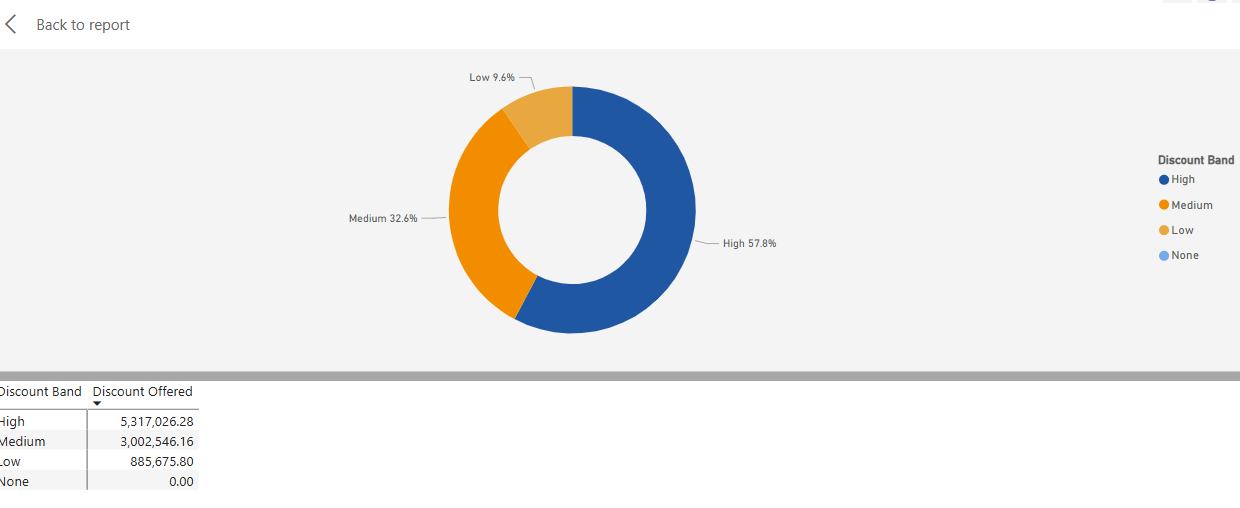 Back to report
Low 9.6%
Medium 32.6%
High 57.8%
Discount Band
High
Medium
Low
None
Discount Band Discount Offered
High 5,317,026.28
Medium 3,002,546.16
Low 885,675.80
None 0.00